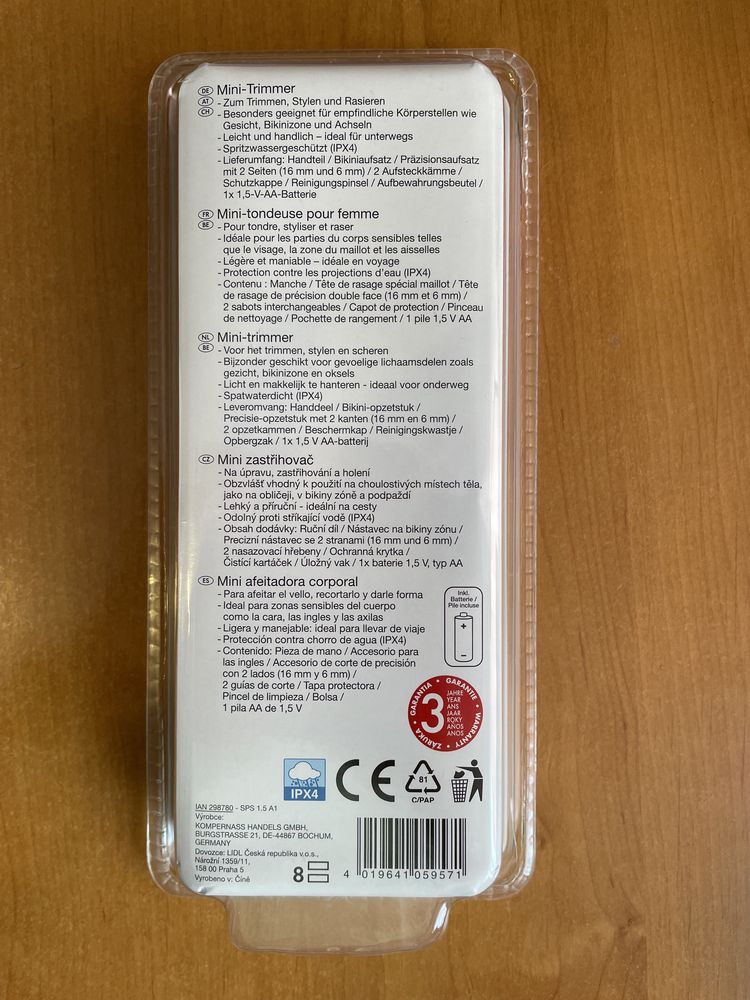 DE Mini-Trimmer
AT - Zum Trimmen, Stylen und Rasieren
CH - Besonders geeignet für empfindliche Körperstellen wie
Gesicht, Bikinizone und Achseln
- Leicht und handlich – ideal für unterwegs
- Spritzwassergeschützt (IPX4)
- Lieferumfang: Handteil / Bikiniaufsatz / Präzisionsaufsatz
mit 2 Seiten (16 mm und 6 mm) / 2 Aufsteckkämme /
Schutzkappe / Reinigungspinsel / Aufbewahrungsbeutel /
1x 1,5-V-AA-Batterie
FR Mini-tondeuse pour femme
BE - Pour tondre, styliser et raser
- Idéale pour les parties du corps sensibles telles
que le visage, la zone du maillot et les aisselles
- Légère et maniable – idéale en voyage
- Protection contre les projections d'eau (IPX4)
- Contenu : Manche / Tête de rasage spécial maillot / Tête
de rasage de précision double face (16 mm et 6 mm) /
2 sabots interchangeables / Capot de protection / Pinceau
de nettoyage / Pochette de rangement / 1 pile 1,5 V AA
NL Mini-trimmer
BE - Voor het trimmen, stylen en scheren
- Bijzonder geschikt voor gevoelige lichaamsdelen zoals
gezicht, bikinizone en oksels
- Licht en makkelijk te hanteren - ideaal voor onderweg
- Spatwaterdicht (IPX4)
- Leveromvang: Handdeel / Bikini-opzetstuk /
Precisie-opzetstuk met 2 kanten (16 mm en 6 mm) /
2 opzetkammen / Beschermkap / Reinigingskwastje /
Opbergzak / 1x 1,5 V AA-batterij
CZ Mini zastřihovač
- Na úpravu, zastřihování a holení
- Obzvlášť vhodný k použití na choulostivých místech těla,
jako na obličeji, v bikiny zóně a podpaždí
- Lehký a příruční - ideální na cesty
- Odolný proti stříkající vodě (IPX4)
- Obsah dodávky: Ruční díl / Nástavec na bikiny zónu /
Precizní nástavec se 2 stranami (16 mm und 6 mm) /
2 nasazovací hřebeny / Ochranná krytka /
Čistící kartáček / Úložný vak / 1x baterie 1,5 V, typ AA
ES Mini afeitadora corporal
- Para afeitar el vello, recortarlo y darle forma
- Ideal para zonas sensibles del cuerpo
como la cara, las ingles y las axilas
- Ligera y manejable: ideal para llevar de viaje
- Protección contra chorro de agua (IPX4)
- Contenido: Pieza de mano / Accesorio para
las ingles / Accesorio de corte de precisión
con 2 lados (16 mm y 6 mm) /
2 guías de corte / Tapa protectora /
Pincel de limpieza / Bolsa /
1 pila AA de 1,5 V
Inkl.
Batterie /
Pile incluse
+
−
GARANTIA • GARANTIE • WARRANTY • ZÁRUKA •
3
JAHRE
YEAR
ANS
JAAR
ROKY
AÑOS
ANOS
IPX4
CE
81
C/PAP
IAN 298780 - SPS 1.5 A1
Výrobce:
KOMPERNASS HANDELS GMBH,
BURGSTRASSE 21, DE-44867 BOCHUM,
GERMANY
Dovozce: LIDL Česká republika v.o.s.,
Nárožní 1359/11,
158 00 Praha 5
Vyrobeno v: Číně
8
4 019641 059571